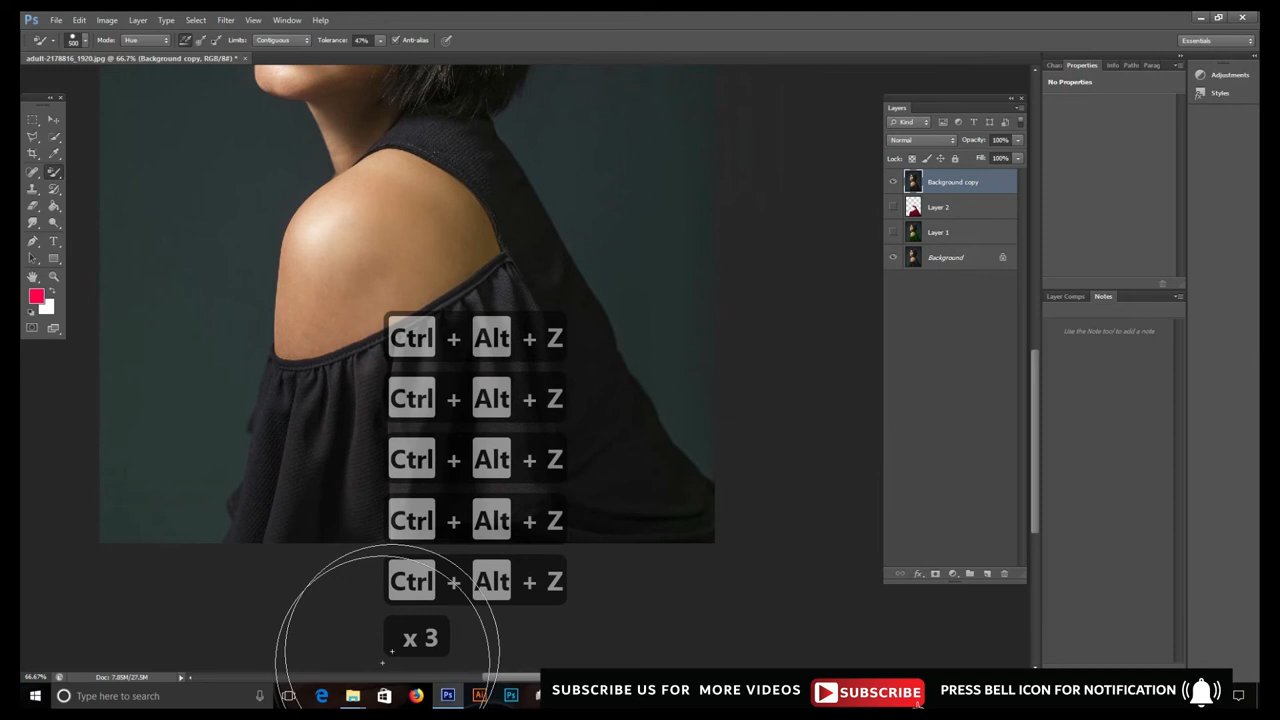 Ps File Edit Image Layer Type Select Filter View Window Help
500 Mode: Hue Limits: Contiguous Tolerance: 47% Anti-alias Essentials
adult-2178816_1920.jpg @ 66.7% (Background copy, RGB/8#) * ×
Chan Properties Info Paths Parag
No Properties
Adjustments
Styles
Layers
Kind
Normal Opacity: 100%
Lock: Fill: 100%
Background copy
Layer 2
Layer 1
Background
Layer Comps Notes
Use the Note tool to add a note
Ctrl + Alt + Z
Ctrl + Alt + Z
Ctrl + Alt + Z
Ctrl + Alt + Z
Ctrl + Alt + Z
x 3
66.67% Doc: 7.85M/27.5M
Type here to search
Ps Ai Ps
SUBSCRIBE US FOR MORE VIDEOS SUBSCRIBE PRESS BELL ICON FOR NOTIFICATION